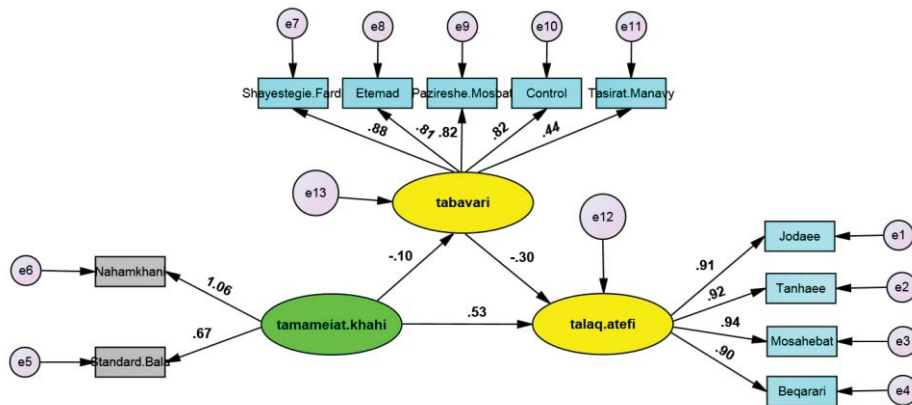 e7
e8
e9
e10
e11
Shayestegie.Fardi
Etemad
Pazireshe.Mosbat
Control
Tasirat.Manavy
.88
.81
.82
.82
.44
e13
tabavari
e12
Jodaee
e1
e6
Nahamkhani
-.10
-.30
.91
Tanhaee
e2
1.06
.92
tamameiat.khahi
.53
talaq.atefi
.67
.94
Mosahebat
e3
e5
Standard.Bala
.90
Beqarari
e4